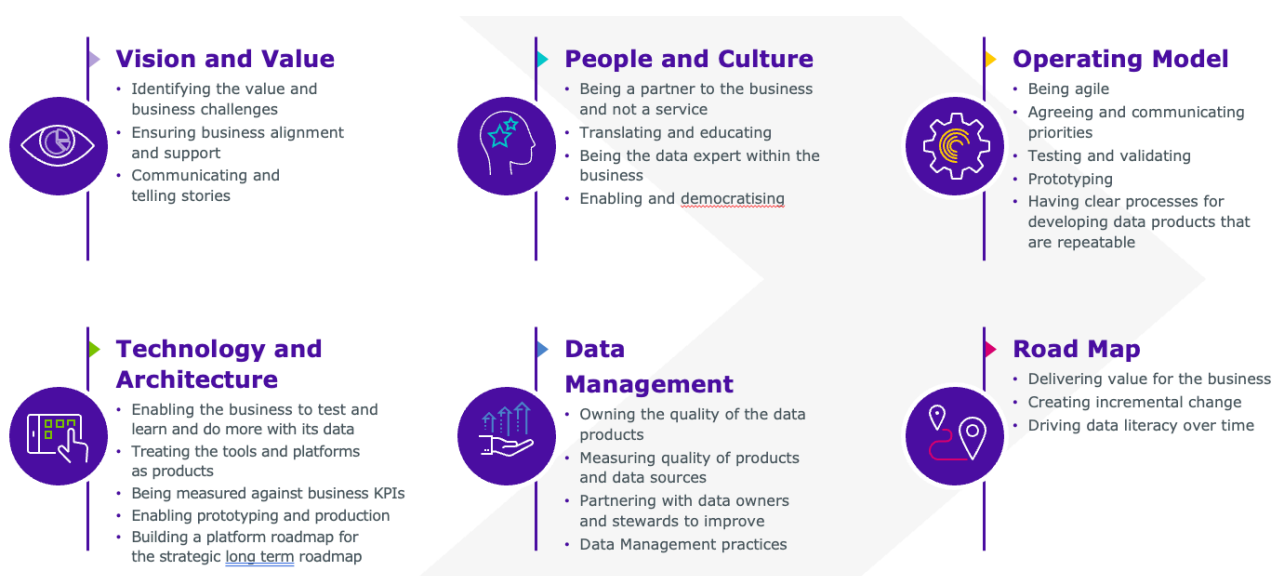 Vision and Value
• Identifying the value and
business challenges
• Ensuring business alignment
and support
• Communicating and
telling stories
People and Culture
• Being a partner to the business
and not a service
• Translating and educating
• Being the data expert within the
business
• Enabling and democratising
Operating Model
• Being agile
• Agreeing and communicating
priorities
• Testing and validating
• Prototyping
• Having clear processes for
developing data products that
are repeatable
Technology and
Architecture
• Enabling the business to test and
learn and do more with its data
• Treating the tools and platforms
as products
• Being measured against business KPIs
• Enabling prototyping and production
• Building a platform roadmap for
the strategic long term roadmap
Data
Management
• Owning the quality of the data
products
• Measuring quality of products
and data sources
• Partnering with data owners
and stewards to improve
• Data Management practices
Road Map
• Delivering value for the business
• Creating incremental change
• Driving data literacy over time